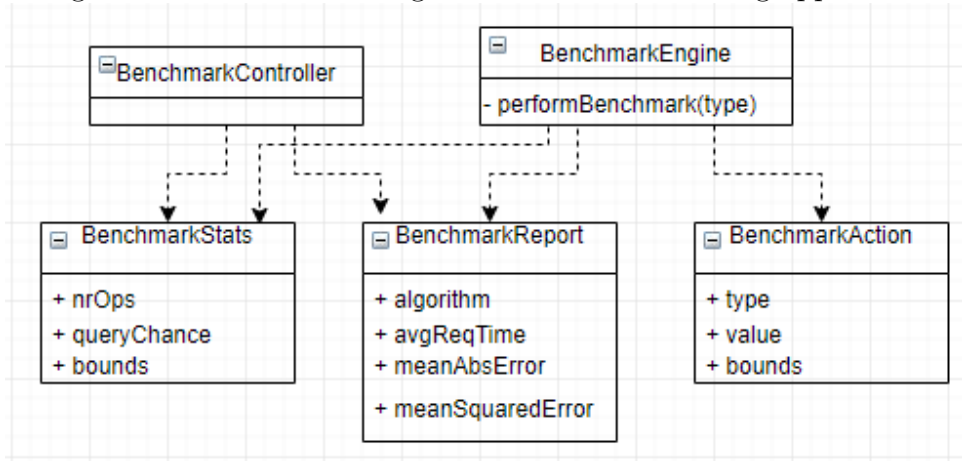 BenchmarkController
BenchmarkEngine
- performBenchmark(type)
BenchmarkStats
+ nrOps
+ queryChance
+ bounds
BenchmarkReport
+ algorithm
+ avgReqTime
+ meanAbsError
+ meanSquaredError
BenchmarkAction
+ type
+ value
+ bounds